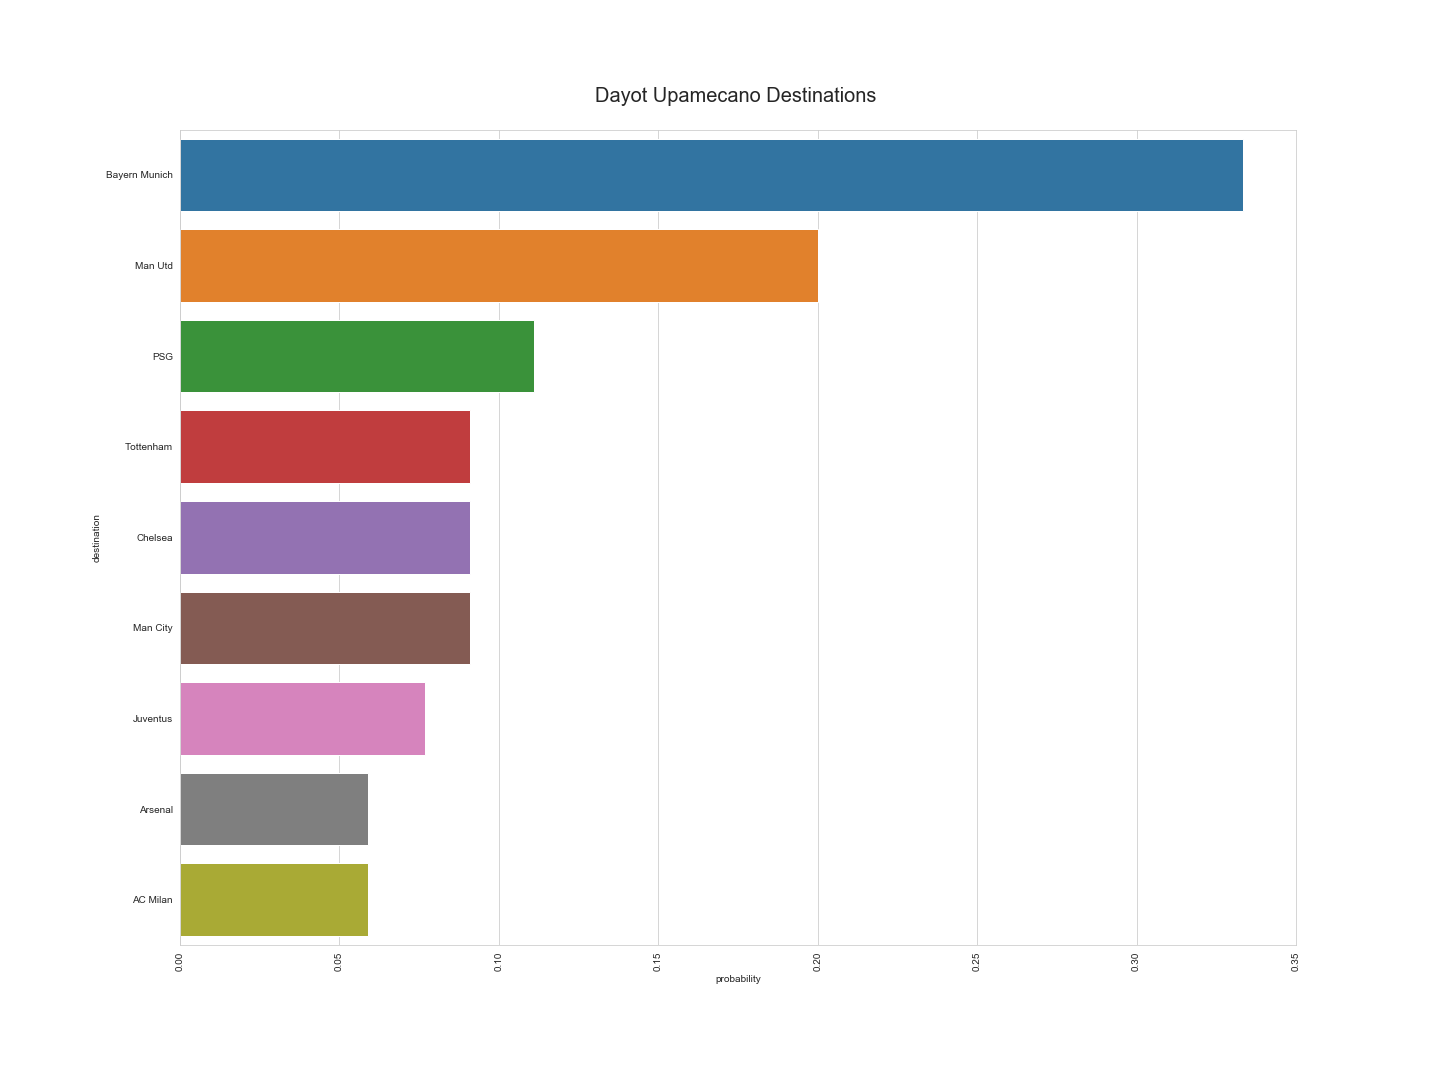 Dayot Upamecano Destinations
Bayern Munich
Man Utd
PSG
Tottenham
Chelsea
Man City
Juventus
Arsenal
AC Milan
destination
0.00
0.05
0.10
0.15
0.20
0.25
0.30
0.35
probability